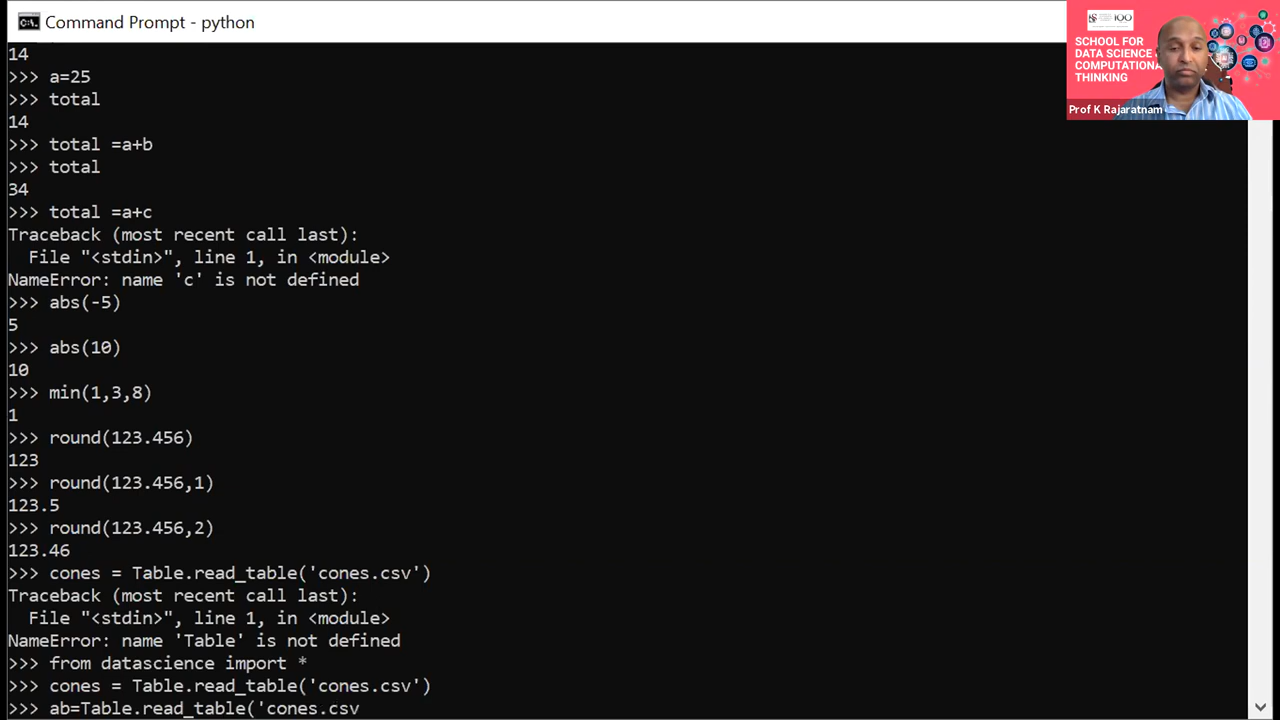 Command Prompt - python
14
>>> a=25
>>> total
14
>>> total =a+b
>>> total
34
>>> total =a+c
Traceback (most recent call last):
  File "<stdin>", line 1, in <module>
NameError: name 'c' is not defined
>>> abs(-5)
5
>>> abs(10)
10
>>> min(1,3,8)
1
>>> round(123.456)
123
>>> round(123.456,1)
123.5
>>> round(123.456,2)
123.46
>>> cones = Table.read_table('cones.csv')
Traceback (most recent call last):
  File "<stdin>", line 1, in <module>
NameError: name 'Table' is not defined
>>> from datascience import *
>>> cones = Table.read_table('cones.csv')
>>> ab=Table.read_table('cones.csv
100
SCHOOL FOR
DATA SCIENCE
COMPUTATIONA
THINKING
Prof K Rajaratnam